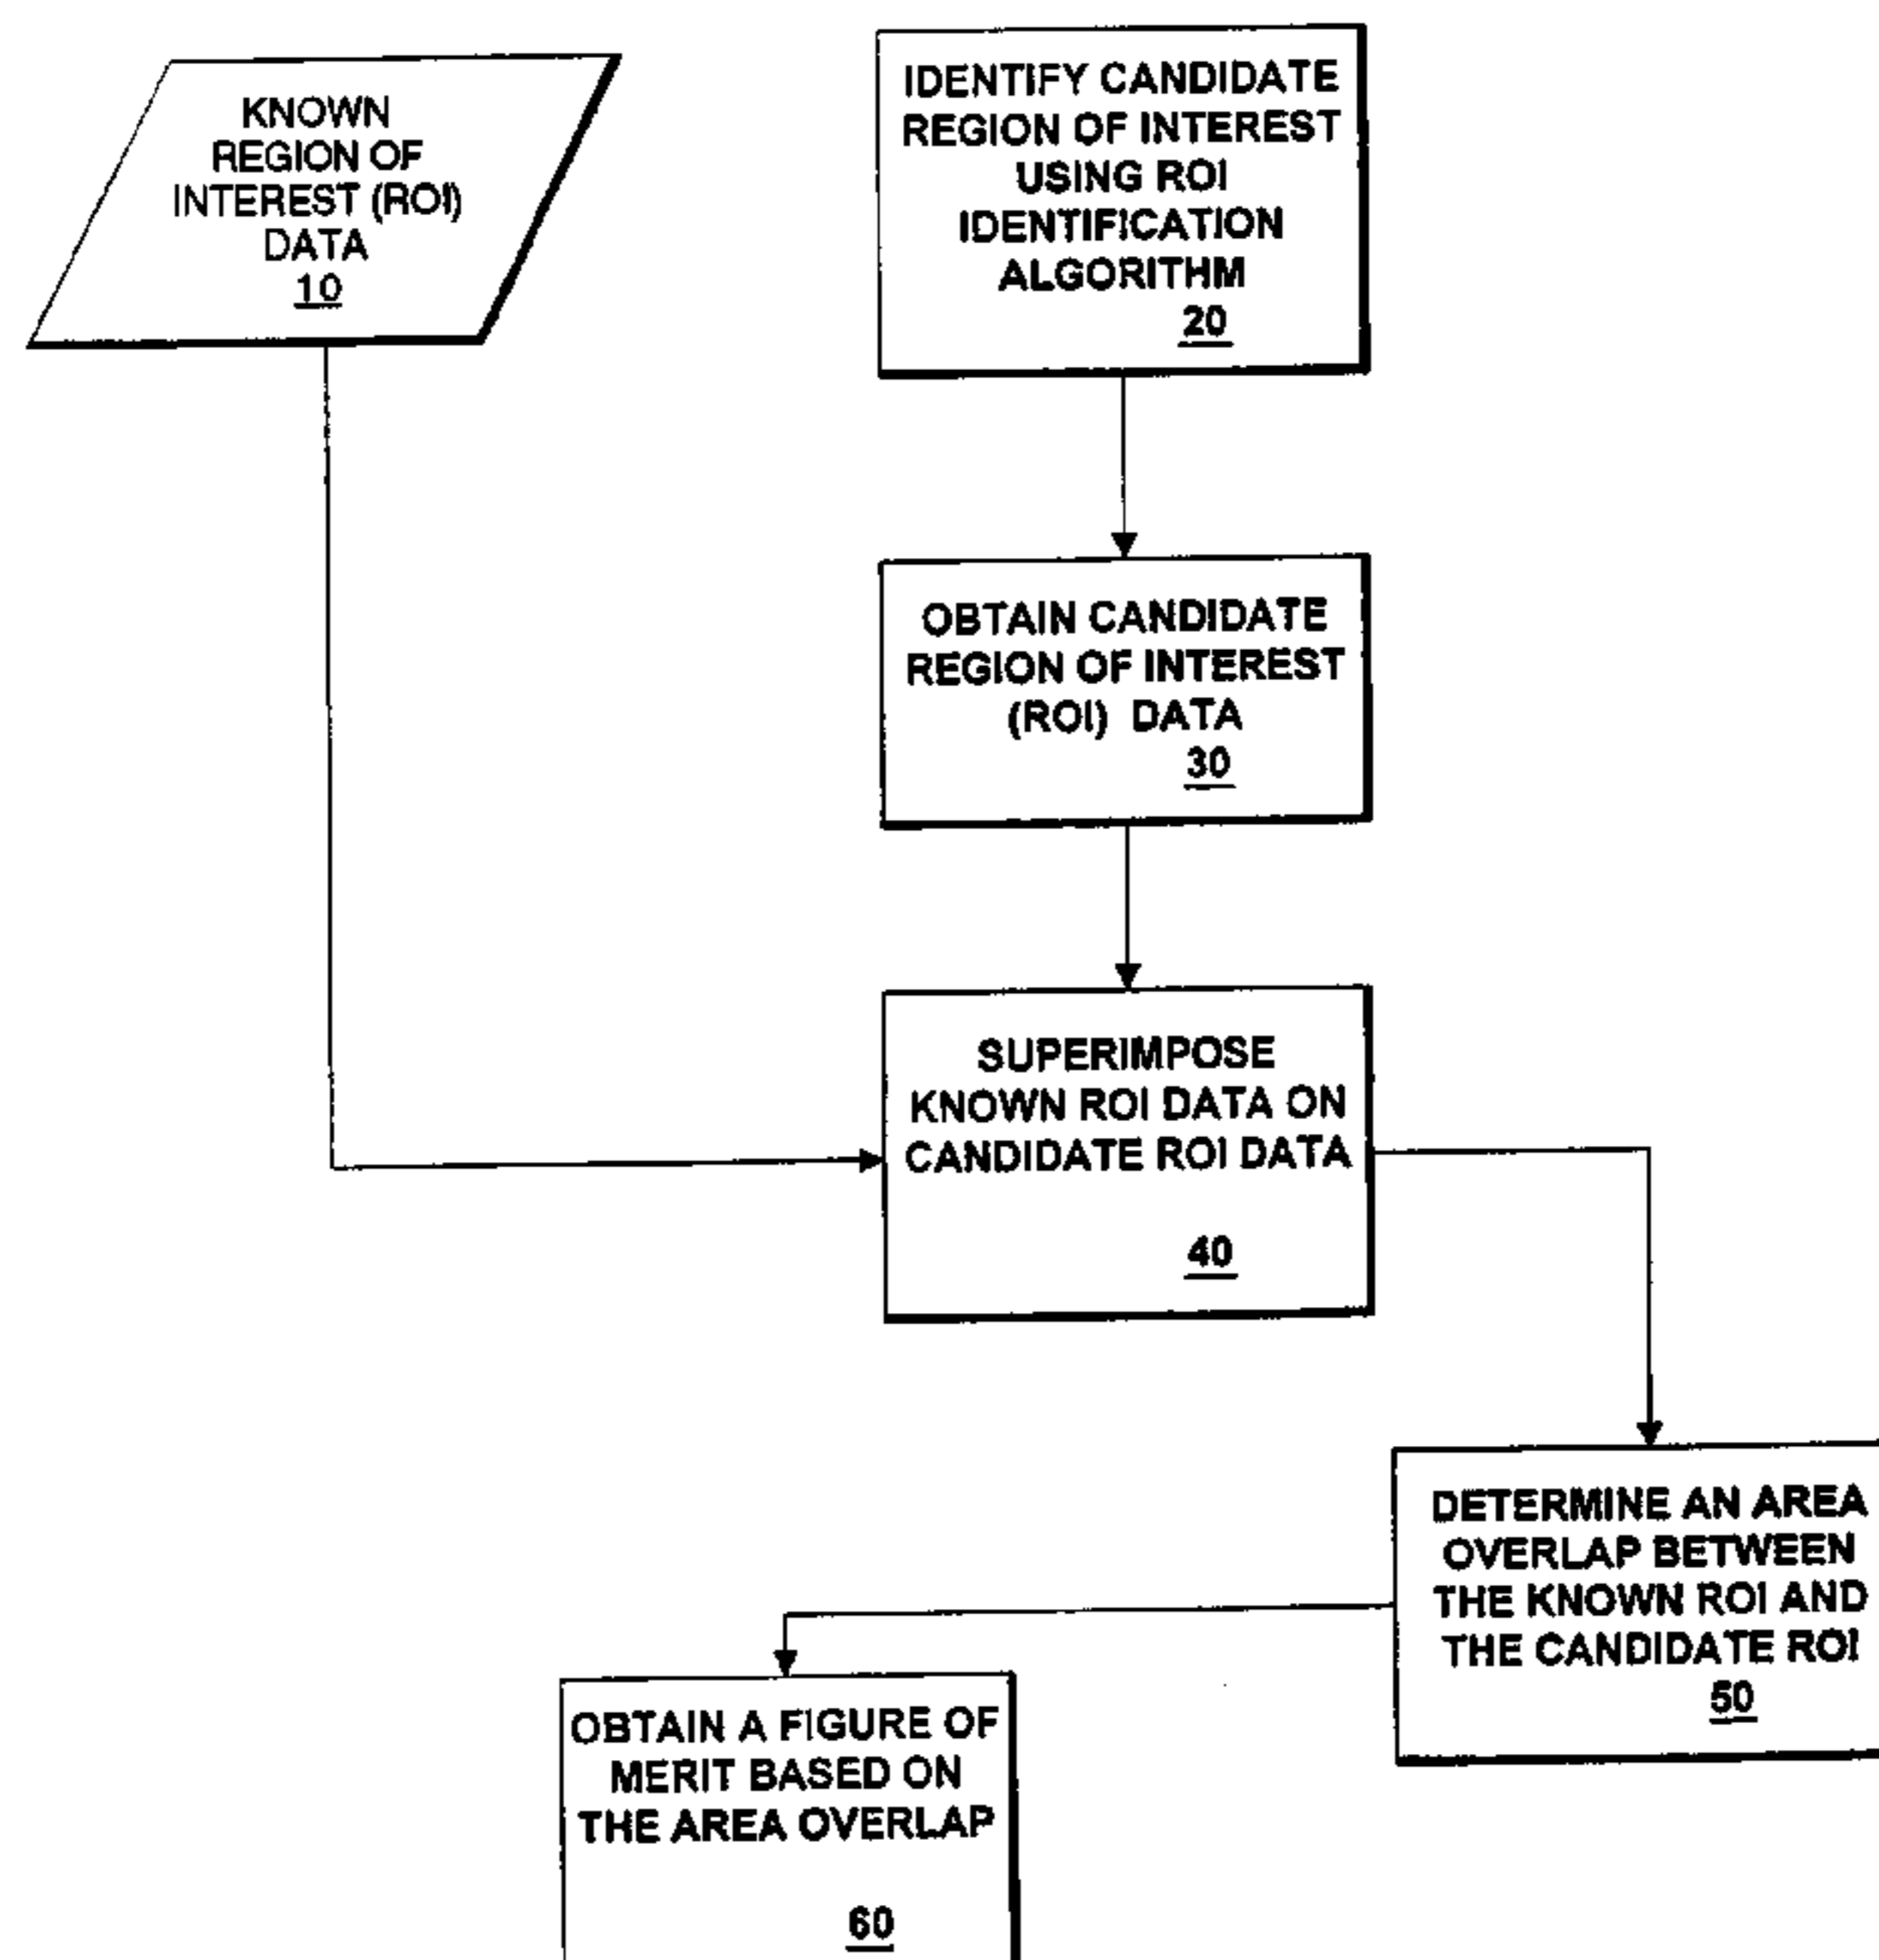 KNOWN
REGION OF
INTEREST (ROI)
DATA
10
IDENTIFY CANDIDATE
REGION OF INTEREST
USING ROI
IDENTIFICATION
ALGORITHM
20
OBTAIN CANDIDATE
REGION OF INTEREST
(ROI) DATA
30
SUPERIMPOSE
KNOWN ROI DATA ON
CANDIDATE ROI DATA
40
DETERMINE AN AREA
OVERLAP BETWEEN
THE KNOWN ROI AND
THE CANDIDATE ROI
50
OBTAIN A FIGURE OF
MERIT BASED ON
THE AREA OVERLAP
60